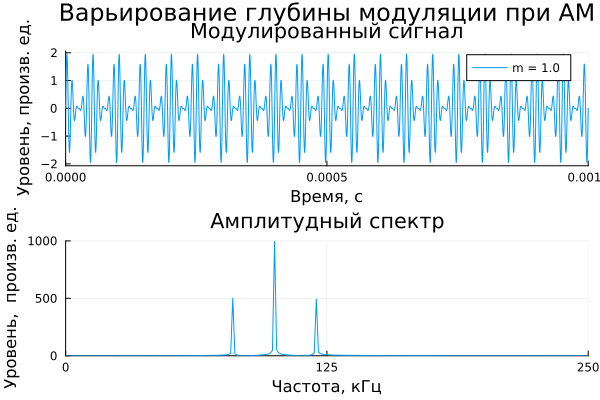 Варьирование глубины модуляции при АМ
Модулированный сигнал
Уровень, произв. ед.
2
1
0
−1
−2
m = 1.0
0.0000
0.0005
0.001
Время, с
Амплитудный спектр
Уровень, произв. ед.
1000
500
0
0
125
250
Частота, кГц